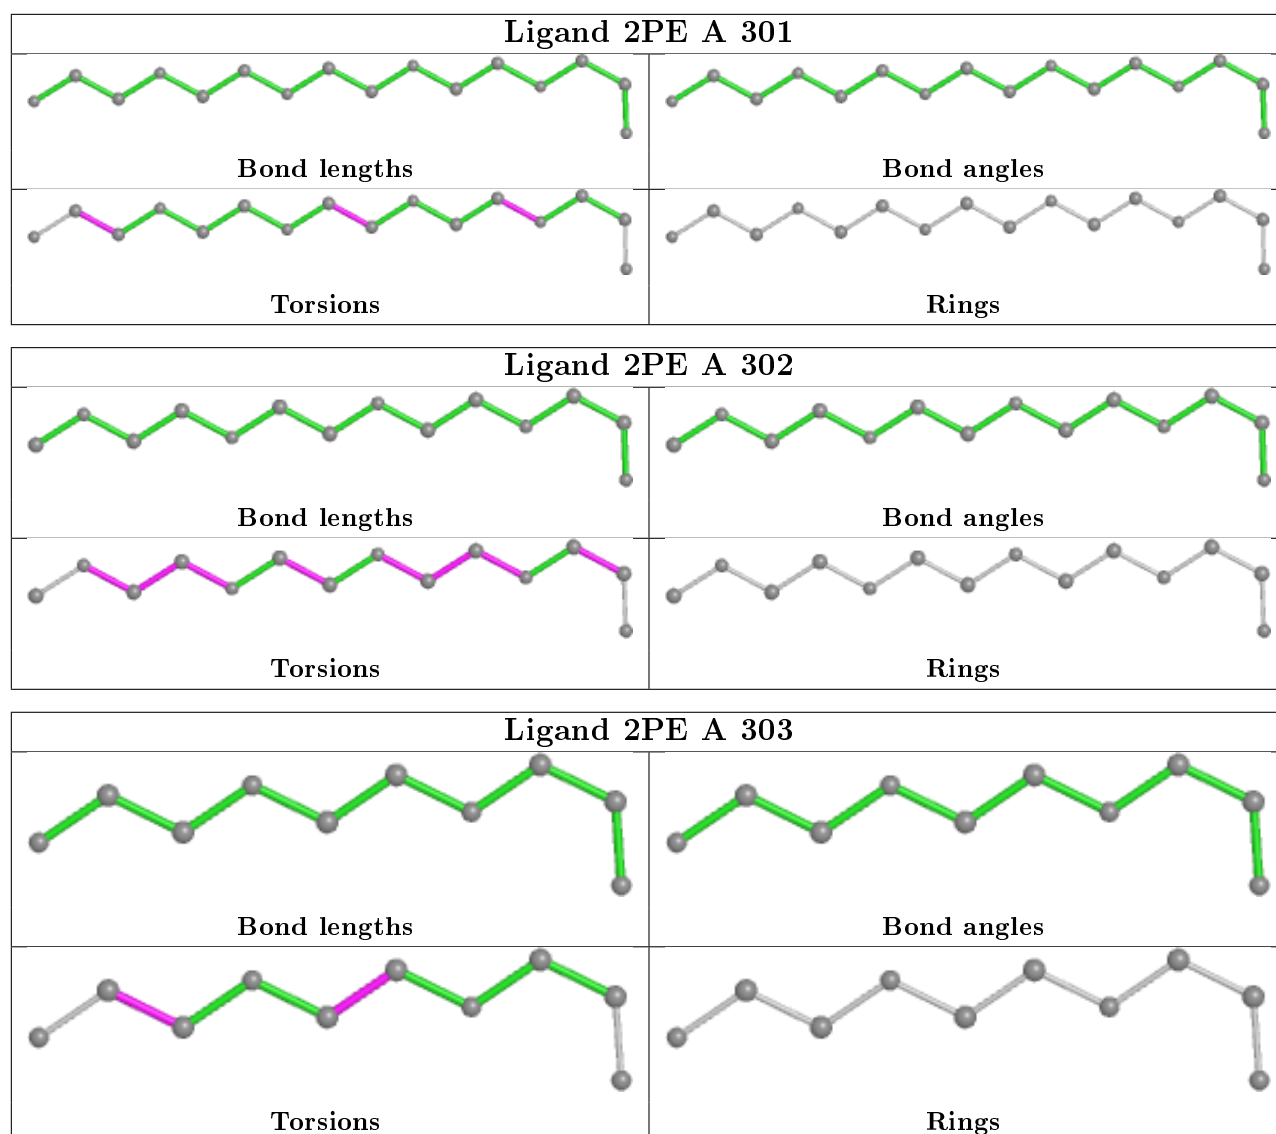 Ligand 2PE A 301
Bond lengths
Bond angles
Torsions
Rings
Ligand 2PE A 302
Bond lengths
Bond angles
Torsions
Rings
Ligand 2PE A 303
Bond lengths
Bond angles
Torsions
Rings